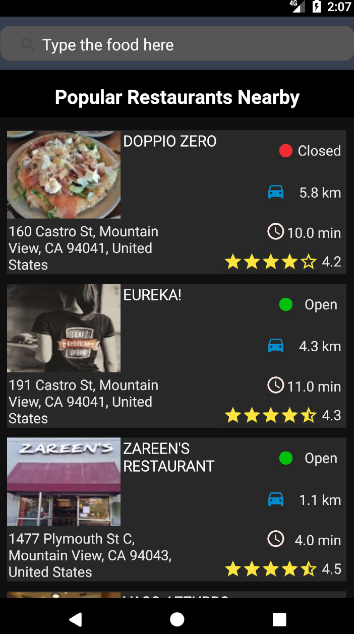 4G 2:07
Type the food here
Popular Restaurants Nearby
DOPPIO ZERO
Closed
5.8 km
160 Castro St, Mountain
View, CA 94041, United
States
10.0 min
4.2
EUREKA!
Open
4.3 km
191 Castro St, Mountain
View, CA 94041, United
States
11.0 min
4.3
ZAREEN'S
ZAREEN'S
RESTAURANT
Open
1.1 km
1477 Plymouth St C,
Mountain View, CA 94043,
United States
4.0 min
4.5